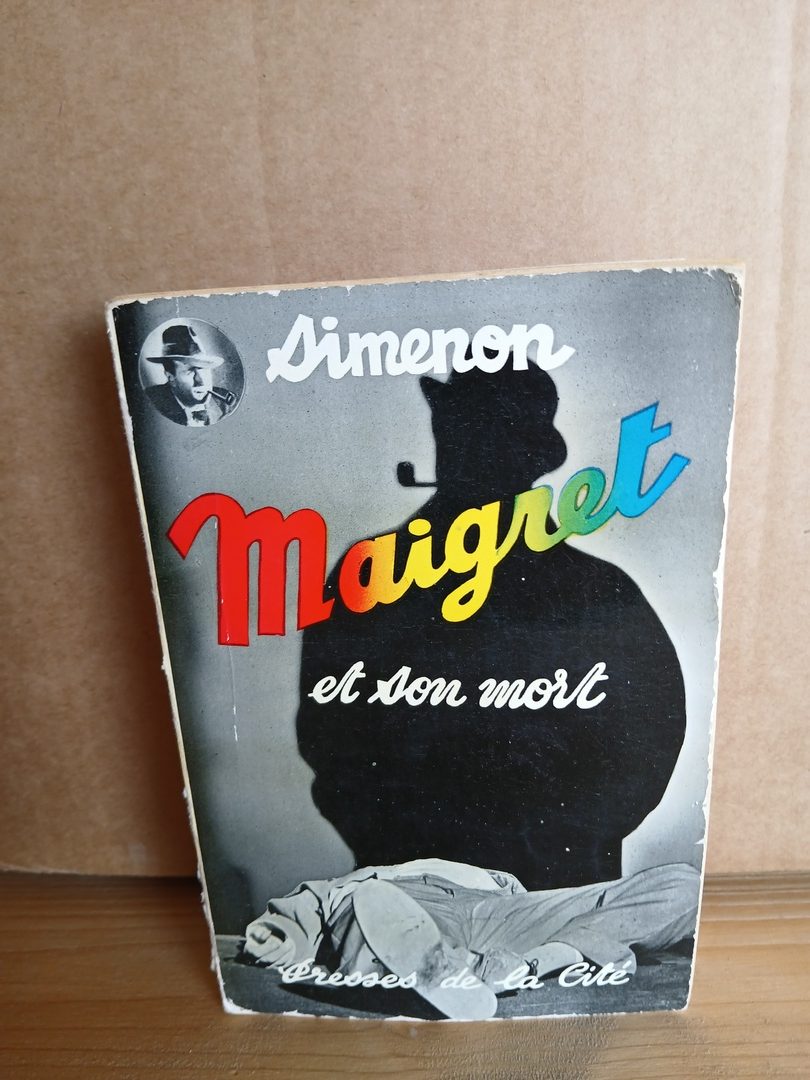 Simenon
Maigret
et son mort
Presses de la Cité